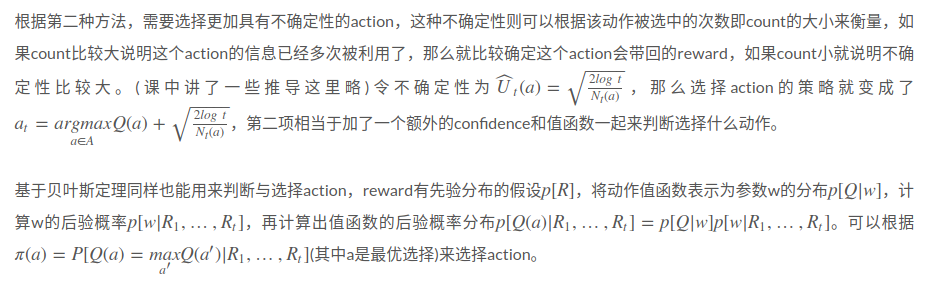 根据第二种方法，需要选择更加具有不确定性的action，这种不确定性则可以根据该动作被选中的次数即count的大小来衡量，如
果count比较大说明这个action的信息已经多次被利用了，那么就比较确定这个action会带回的reward，如果count小就说明不确
定性比较大。(课中讲了一些推导这里略)令不确定性为 $\widehat{U}_t(a) = \sqrt{\frac{2log\ t}{N_t(a)}}$ ，那么选择action的策略就变成了
$a_t = \underset{a∈A}{argmax}Q(a) + \sqrt{\frac{2log\ t}{N_t(a)}}$，第二项相当于加了一个额外的confidence和值函数一起来判断选择什么动作。
基于贝叶斯定理同样也能用来判断与选择action，reward有先验分布的假设$p[R]$，将动作值函数表示为参数w的分布$p[Q|w]$，计
算w的后验概率$p[w|R_1, … , R_t]$，再计算出值函数的后验概率分布$p[Q(a)|R_1, … , R_t] = p[Q|w]p[w|R_1, … , R_t]$。可以根据
$π(a) = P[Q(a) = \underset{a'}{max}Q(a')|R_1, … , R_t]$(其中a是最优选择)来选择action。